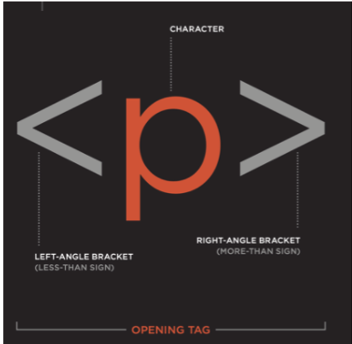 CHARACTER
<p>
LEFT-ANGLE BRACKET
(LESS-THAN SIGN)
RIGHT-ANGLE BRACKET
(MORE-THAN SIGN)
OPENING TAG